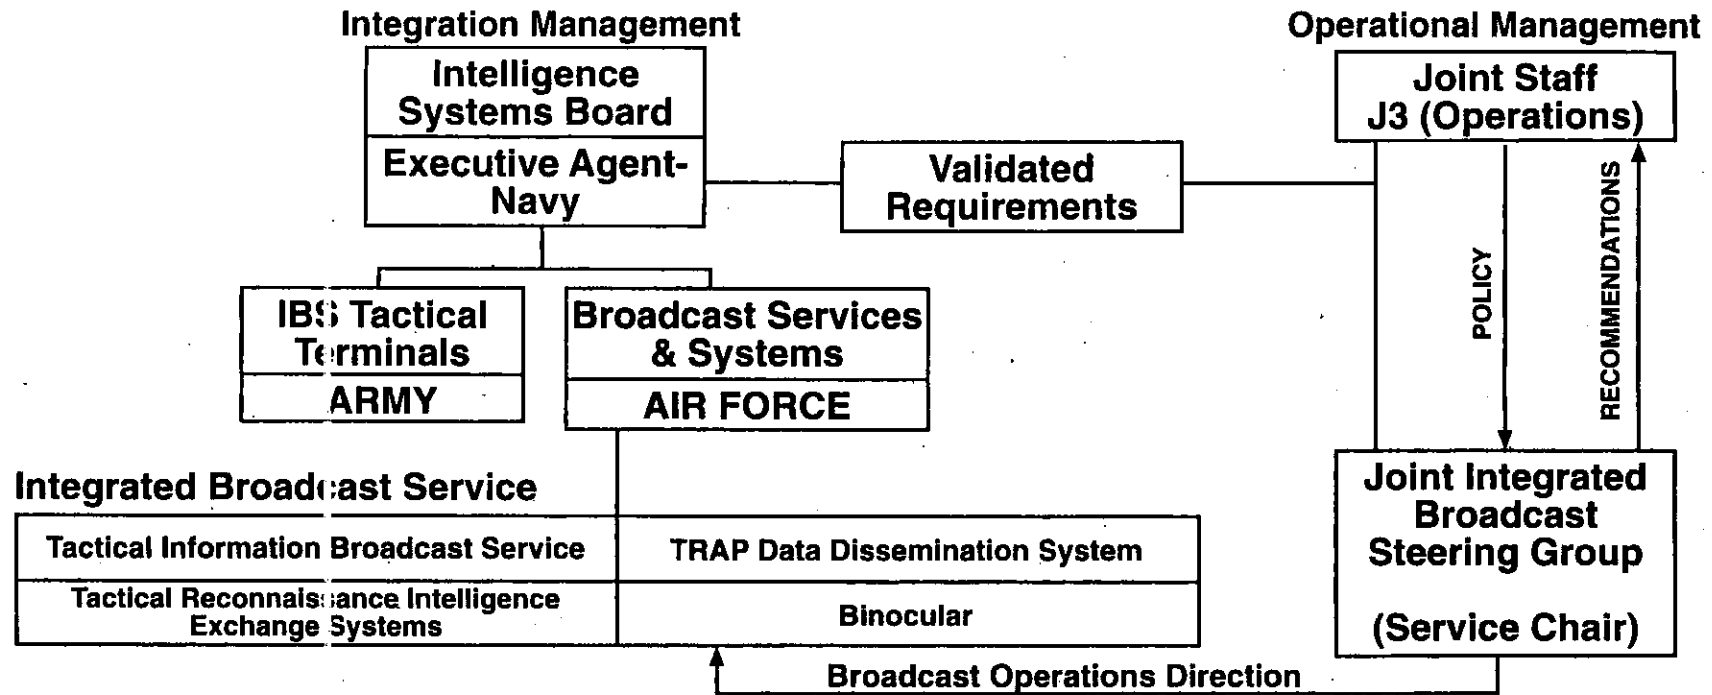 Integration Management
Intelligence
Systems Board
Executive Agent-
Navy
Validated
Requirements
Operational Management
Joint Staff
J3 (Operations)
POLICY
RECOMMENDATIONS
IBS Tactical
Terminals
ARMY
Broadcast Services
& Systems
AIR FORCE
Integrated Broadcast Service
Tactical Information Broadcast Service
TRAP Data Dissemination System
Tactical Reconnaissance Intelligence
Exchange Systems
Binocular
Joint Integrated
Broadcast
Steering Group
(Service Chair)
Broadcast Operations Direction